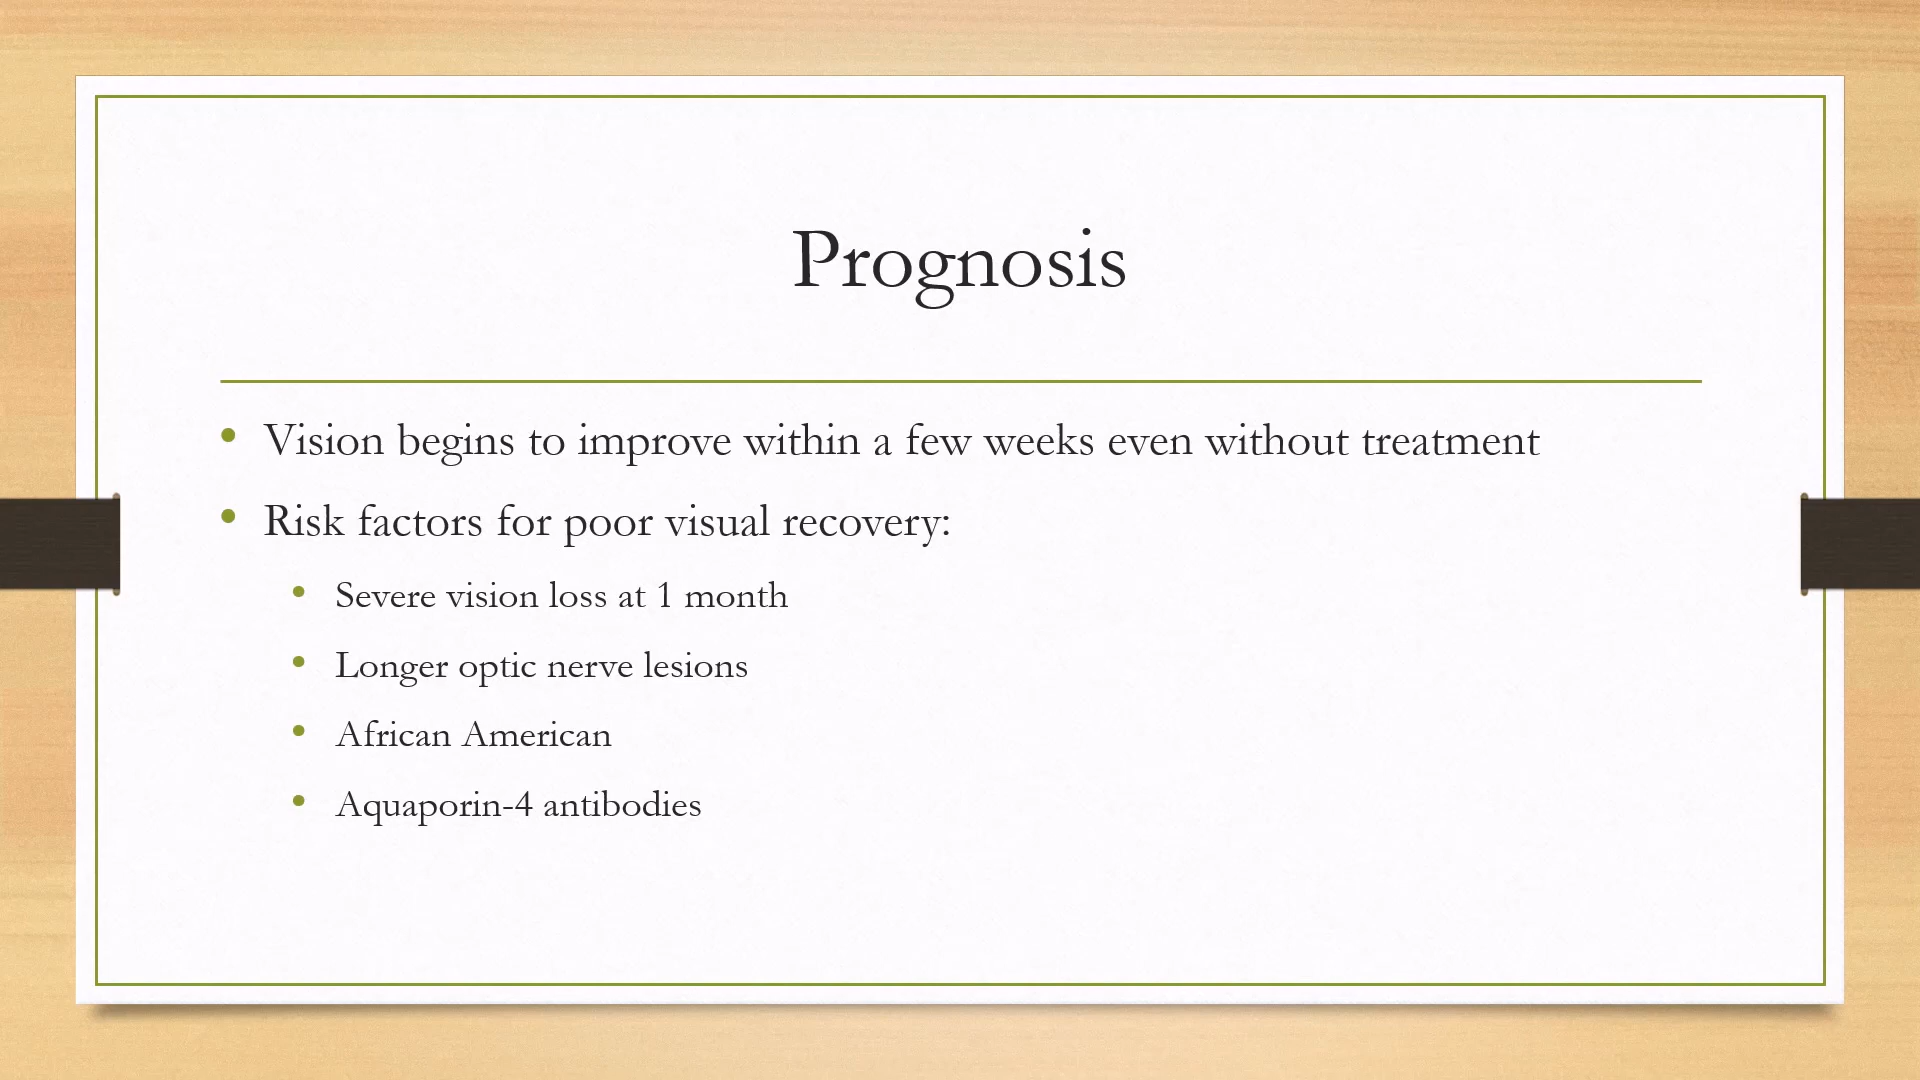 Prognosis
• Vision begins to improve within a few weeks even without treatment
• Risk factors for poor visual recovery:
• Severe vision loss at 1 month
• Longer optic nerve lesions
• African American
• Aquaporin-4 antibodies